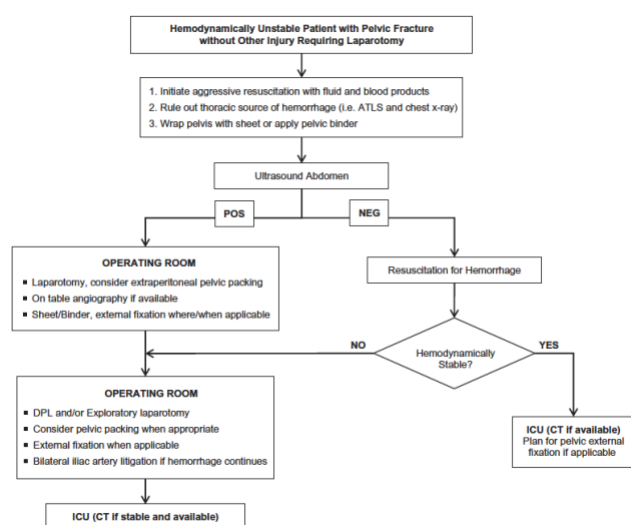 Hemodynamically Unstable Patient with Pelvic Fracture
without Other Injury Requiring Laparotomy
1. Initiate aggressive resuscitation with fluid and blood products
2. Rule out thoracic source of hemorrhage (i.e. ATLS and chest x-ray)
3. Wrap pelvis with sheet or apply pelvic binder
Ultrasound Abdomen
POS
NEG
OPERATING ROOM
▪ Laparotomy, consider extraperitoneal pelvic packing
▪ On table angiography if available
▪ Sheet/Binder, external fixation where/when applicable
Resuscitation for Hemorrhage
NO
Hemodynamically
Stable?
YES
OPERATING ROOM
▪ DPL and/or Exploratory laparotomy
▪ Consider pelvic packing when appropriate
▪ External fixation when applicable
▪ Bilateral iliac artery litigation if hemorrhage continues
ICU (CT if available)
Plan for pelvic external
fixation if applicable
ICU (CT if stable and available)